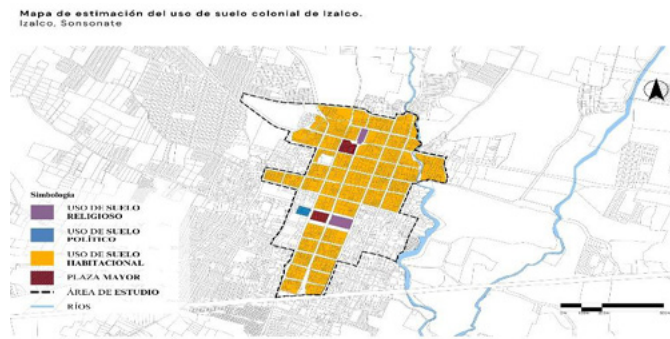 Mapa de estimación del uso de suelo colonial de Izalco.
Izalco, Sonsonate
Simbología
USO DE SUELO
RELIGIOSO
USO DE SUELO
POLÍTICO
USO DE SUELO
HABITACIONAL
PLAZA MAYOR
ÁREA DE ESTUDIO
RÍOS